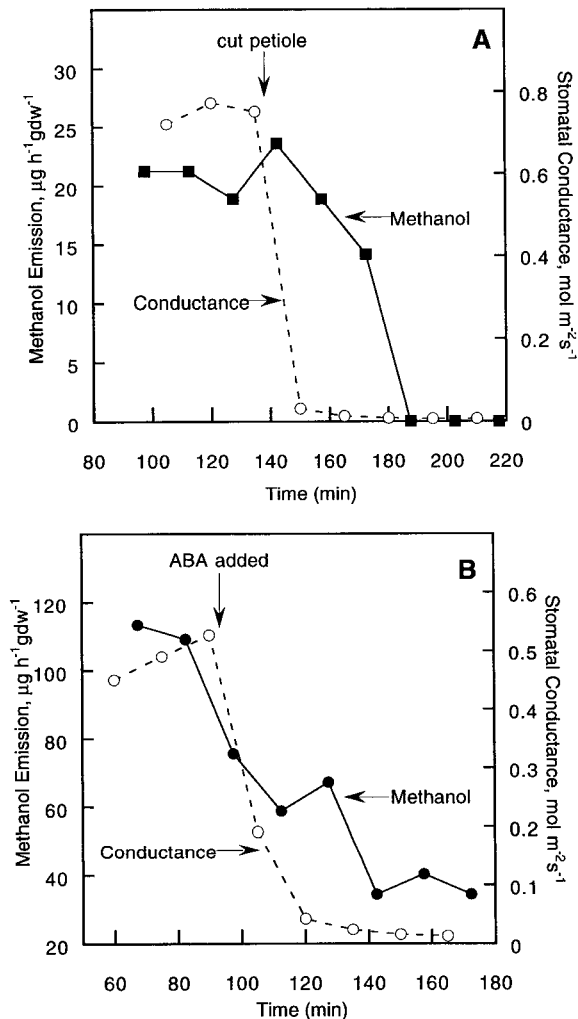 A
cut petiole
30
25
20
15
10
5
0
Methanol Emission, µg h⁻¹gdw⁻¹
0.8
0.6
0.4
0.2
0
Stomatal Conductance, mol m⁻²s⁻¹
Methanol
Conductance
80 100 120 140 160 180 200 220
Time (min)
B
ABA added
120
100
80
60
40
20
Methanol Emission, µg h⁻¹gdw⁻¹
0.6
0.5
0.4
0.3
0.2
0.1
0
Stomatal Conductance, mol m⁻²s⁻¹
Methanol
Conductance
60 80 100 120 140 160 180
Time (min)